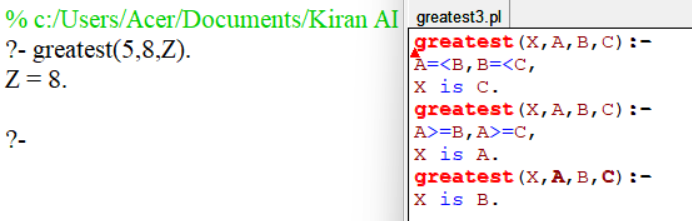 % c:/Users/Acer/Documents/Kiran AI
?- greatest(5,8,Z).
Z = 8.
?-
greatest3.pl
greatest(X,A,B,C):-
A=<B,B=<C,
X is C.
greatest(X,A,B,C):-
A>=B,A>=C,
X is A.
greatest(X,A,B,C):-
X is B.